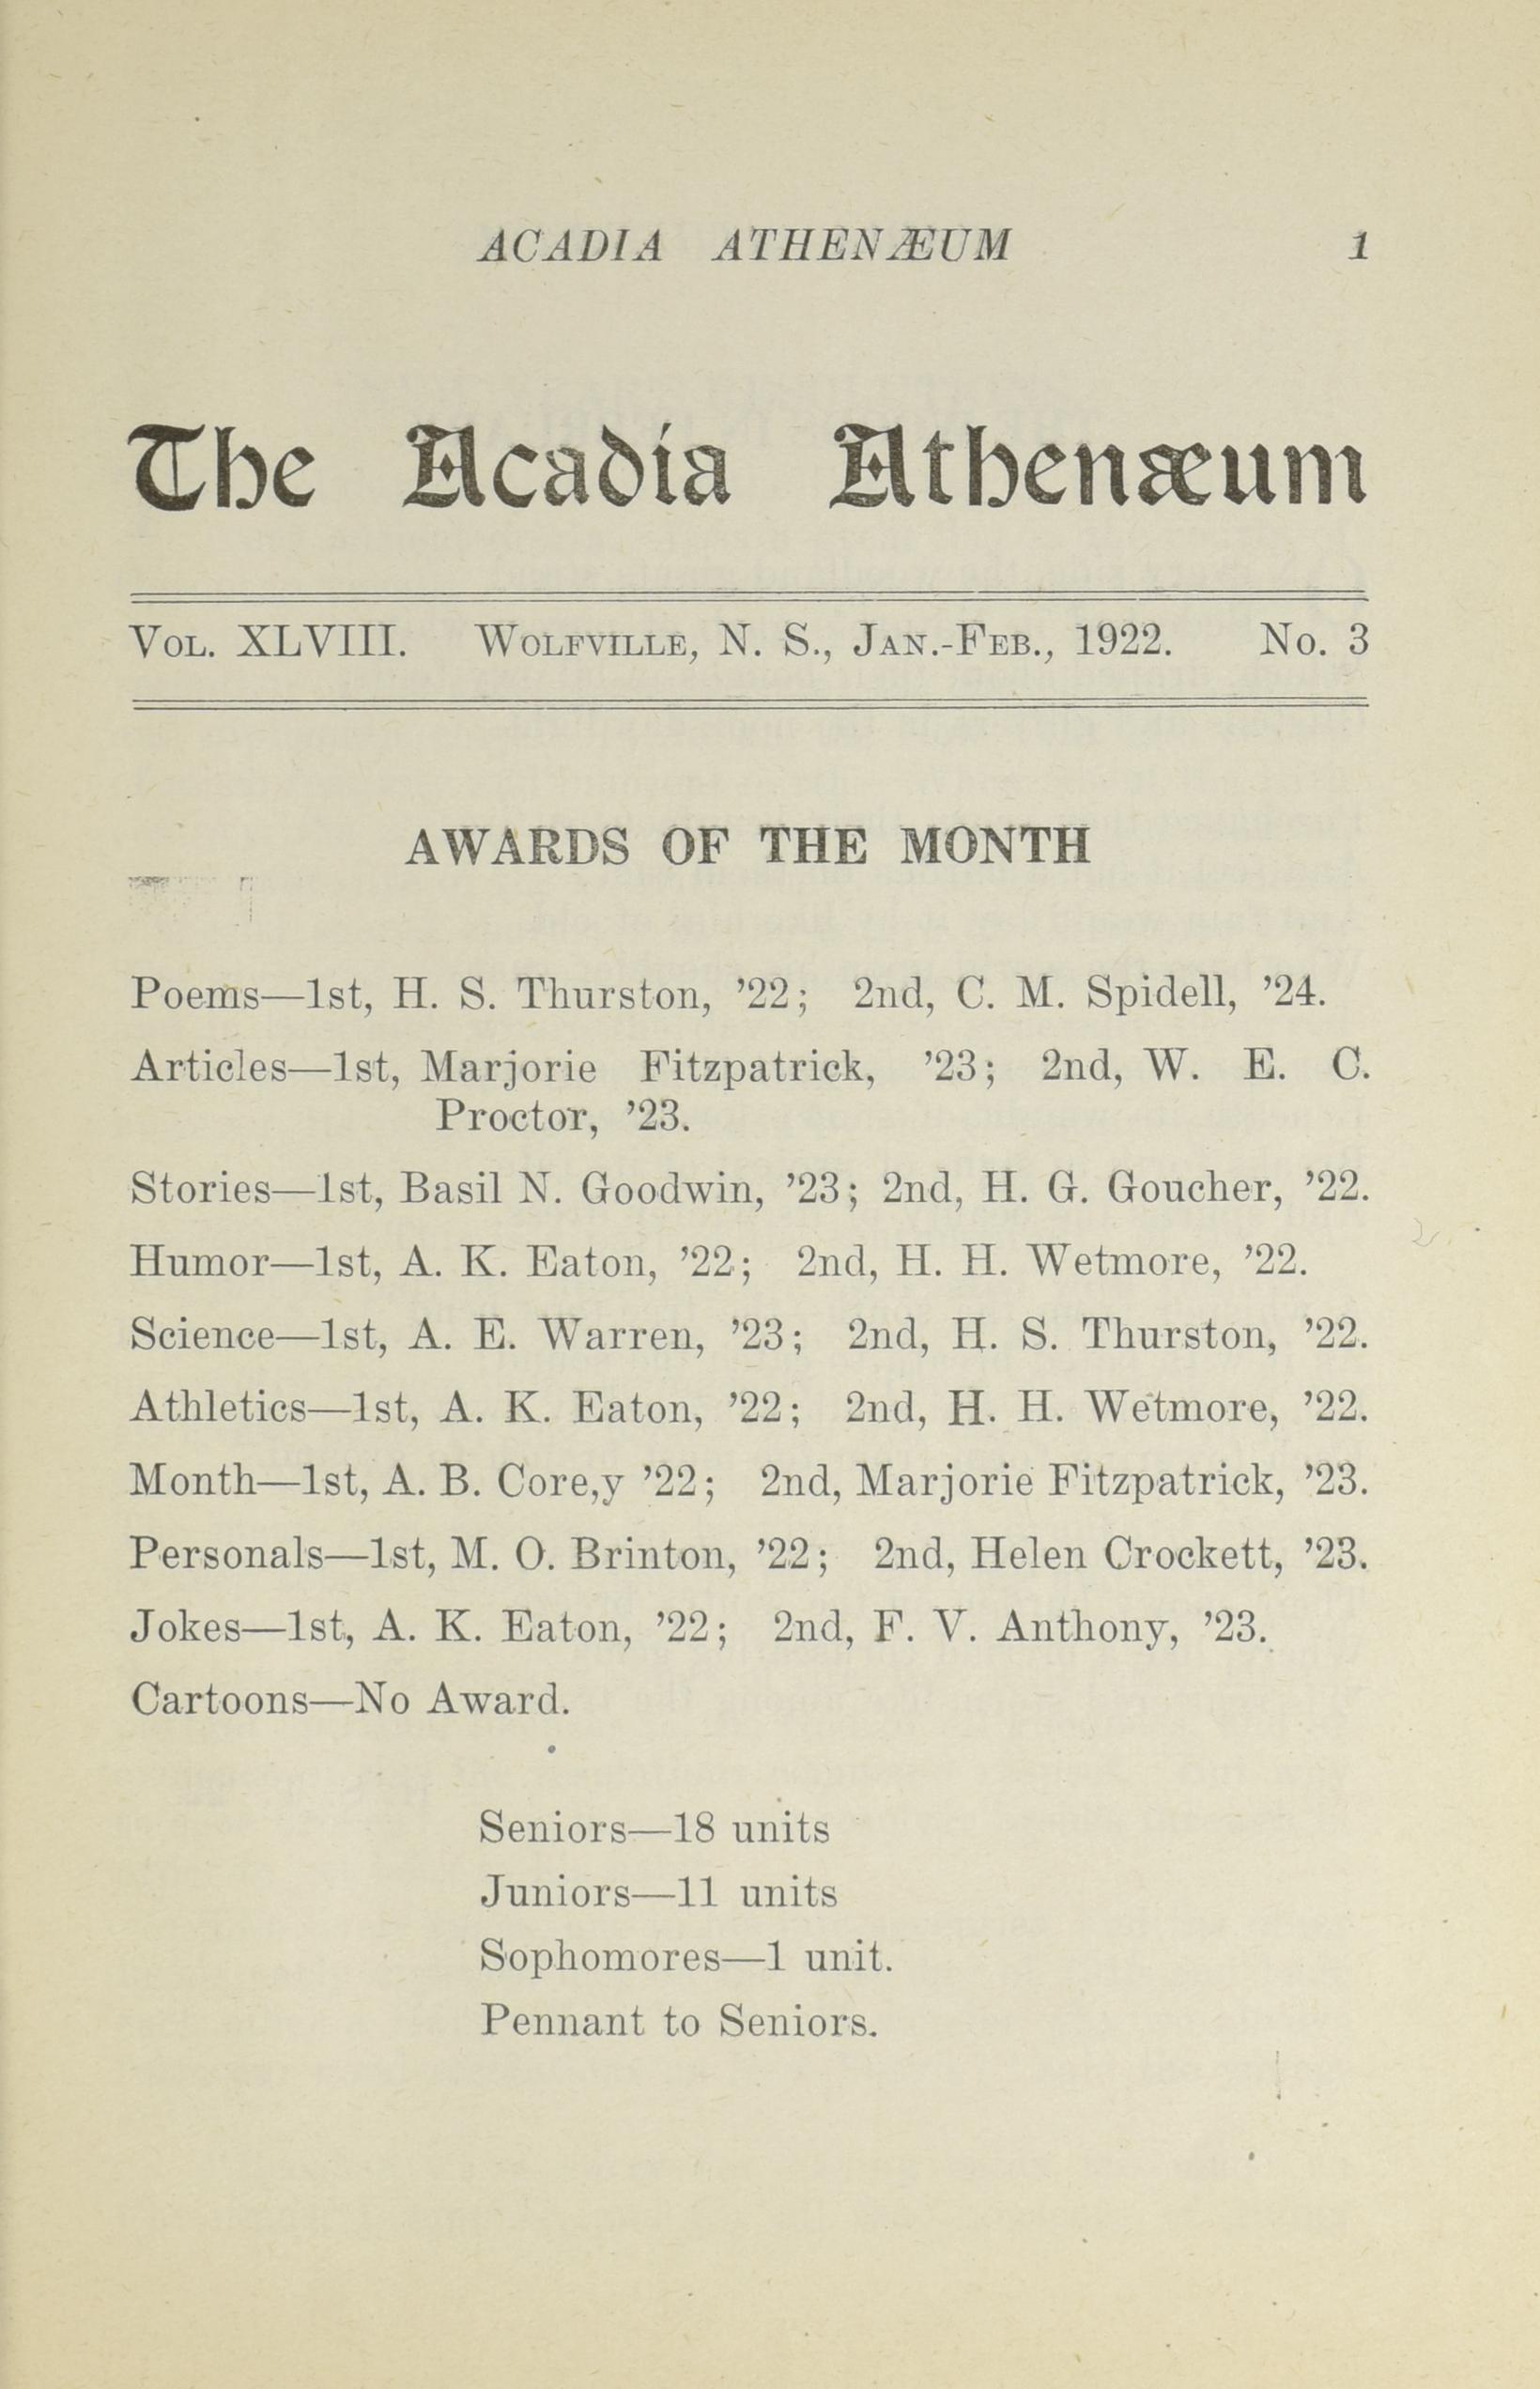 ACADIA ATHENÆUM 1
The Acadia Athenæum
Vol. XLVIII. Wolfville, N. S., Jan.-Feb., 1922. No. 3
AWARDS OF THE MONTH
Poems—1st, H. S. Thurston, ’22; 2nd, C. M. Spidell, ’24.
Articles—1st, Marjorie Fitzpatrick, ’23; 2nd, W. E. C.
Proctor, ’23.
Stories—1st, Basil N. Goodwin, ’23; 2nd, H. G. Goucher, ’22.
Humor—1st, A. K. Eaton, ’22; 2nd, H. H. Wetmore, ’22.
Science—1st, A. E. Warren, ’23; 2nd, H. S. Thurston, ’22.
Athletics—1st, A. K. Eaton, ’22; 2nd, H. H. Wetmore, ’22.
Month—1st, A. B. Core,y ’22; 2nd, Marjorie Fitzpatrick, ’23.
Personals—1st, M. O. Brinton, ’22; 2nd, Helen Crockett, ’23.
Jokes—1st, A. K. Eaton, ’22; 2nd, F. V. Anthony, ’23.
Cartoons—No Award.
Seniors—18 units
Juniors—11 units
Sophomores—1 unit.
Pennant to Seniors.